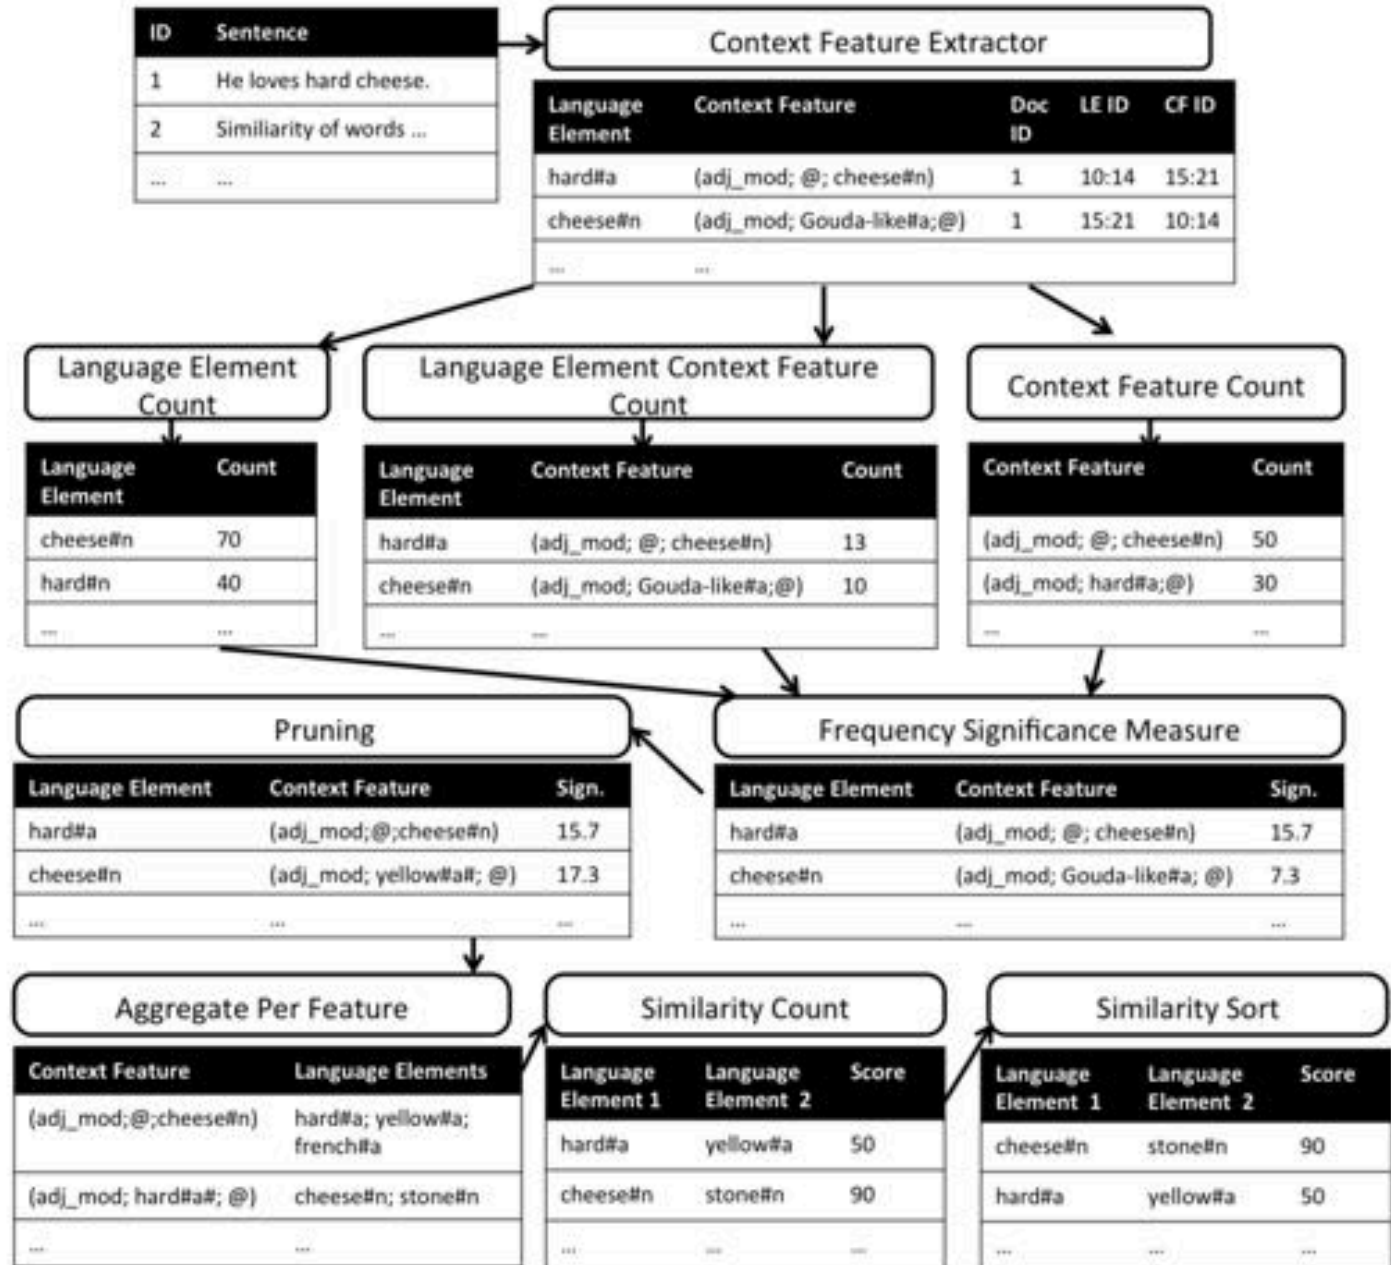 ID Sentence
1 He loves hard cheese.
2 Similiarity of words ...
... ...
Context Feature Extractor
Language Element Context Feature Doc ID LE ID CF ID
hard#a (adj_mod; @; cheese#n) 1 10:14 15:21
cheese#n (adj_mod; Gouda-like#a;@) 1 15:21 10:14
... ...
Language Element
Count
Language Element Context Feature
Count
Context Feature Count
Language Element Count
cheese#n 70
hard#n 40
... ...
Language Element Context Feature Count
hard#a (adj_mod; @; cheese#n) 13
cheese#n (adj_mod; Gouda-like#a;@) 10
... ...
Context Feature Count
(adj_mod; @; cheese#n) 50
(adj_mod; hard#a;@) 30
... ...
Pruning
Language Element Context Feature Sign.
hard#a (adj_mod;@;cheese#n) 15.7
cheese#n (adj_mod; yellow#a#; @) 17.3
... ... ...
Frequency Significance Measure
Language Element Context Feature Sign.
hard#a (adj_mod; @; cheese#n) 15.7
cheese#n (adj_mod; Gouda-like#a; @) 7.3
... ... ...
Aggregate Per Feature
Context Feature Language Elements
(adj_mod;@;cheese#n) hard#a; yellow#a;
french#a
(adj_mod; hard#a#; @) cheese#n; stone#n
... ...
Similarity Count
Language Element 1 Language Element 2 Score
hard#a yellow#a 50
cheese#n stone#n 90
... ... ...
Similarity Sort
Language Element 1 Language Element 2 Score
cheese#n stone#n 90
hard#a yellow#a 50
... ... ...